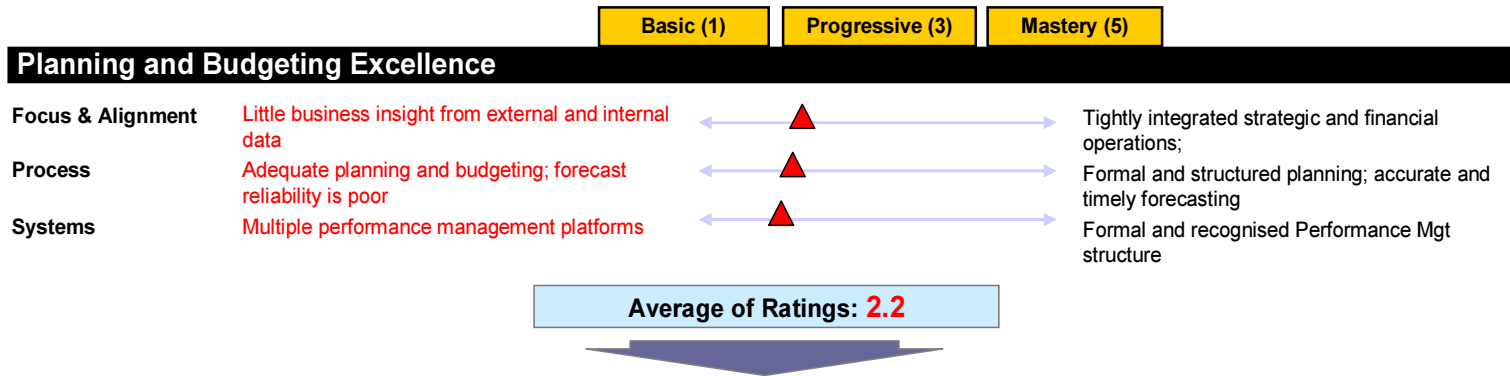 Basic (1) Progressive (3) Mastery (5)
Planning and Budgeting Excellence
Focus & Alignment
Little business insight from external and internal
data
Tightly integrated strategic and financial
operations;
Process
Adequate planning and budgeting; forecast
reliability is poor
Formal and structured planning; accurate and
timely forecasting
Systems
Multiple performance management platforms
Formal and recognised Performance Mgt
structure
Average of Ratings: 2.2